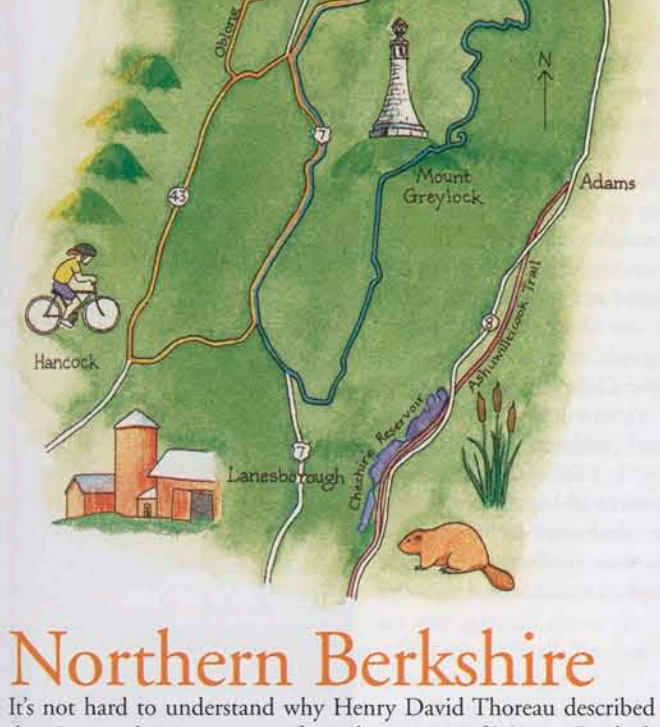 Oblong
7
N
Mount
Greylock
Adams
43
8
Ashuwillticook Trail
Hancock
Cheshire Reservoir
7
Lanesborough
Northern Berkshire
It's not hard to understand why Henry David Thoreau described